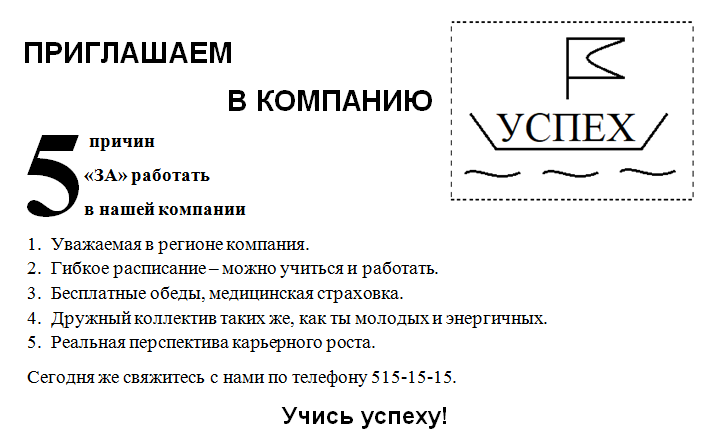 ПРИГЛАШАЕМ
В КОМПАНИЮ
УСПЕХ
5 причин
«ЗА» работать
в нашей компании
1. Уважаемая в регионе компания.
2. Гибкое расписание – можно учиться и работать.
3. Бесплатные обеды, медицинская страховка.
4. Дружный коллектив таких же, как ты молодых и энергичных.
5. Реальная перспектива карьерного роста.
Сегодня же свяжитесь с нами по телефону 515-15-15.
Учись успеху!